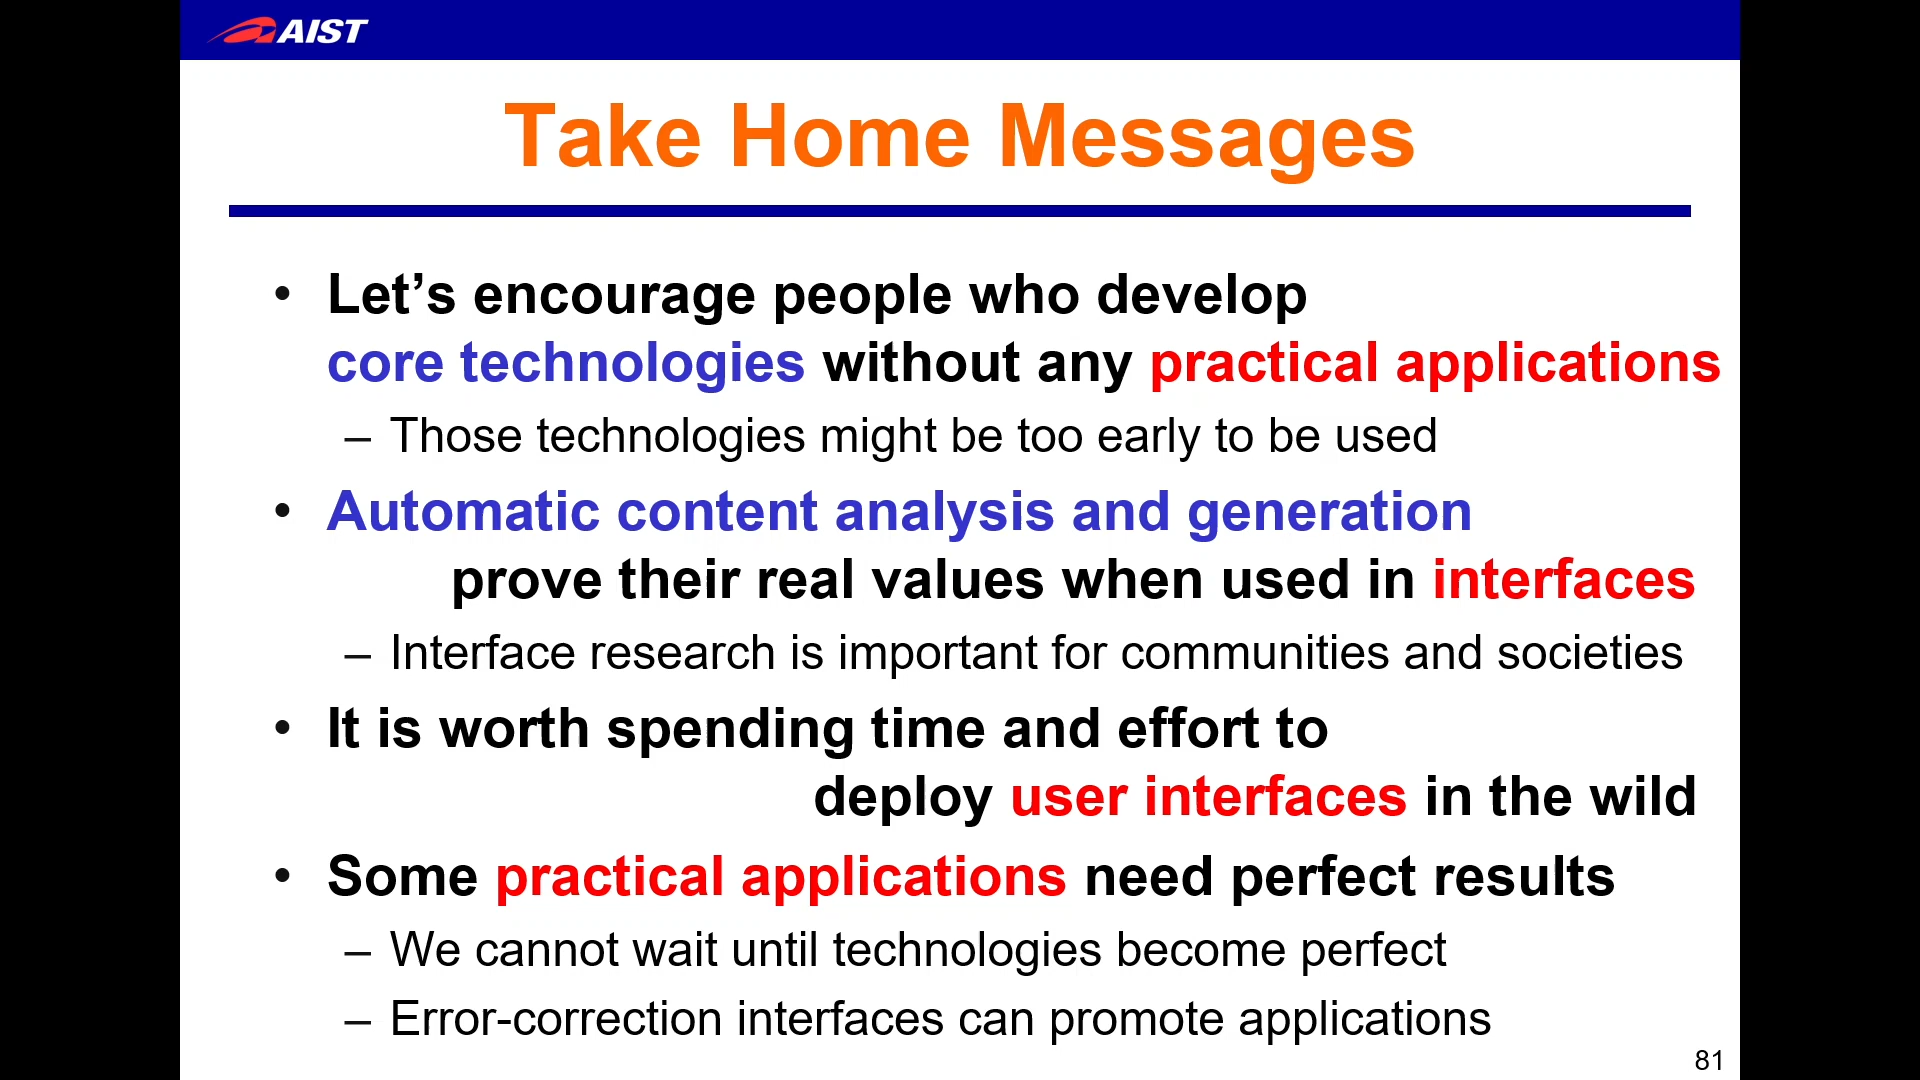 AIST
Take Home Messages
• Let’s encourage people who develop
core technologies without any practical applications
– Those technologies might be too early to be used
• Automatic content analysis and generation
prove their real values when used in interfaces
– Interface research is important for communities and societies
• It is worth spending time and effort to
deploy user interfaces in the wild
• Some practical applications need perfect results
– We cannot wait until technologies become perfect
– Error-correction interfaces can promote applications
81